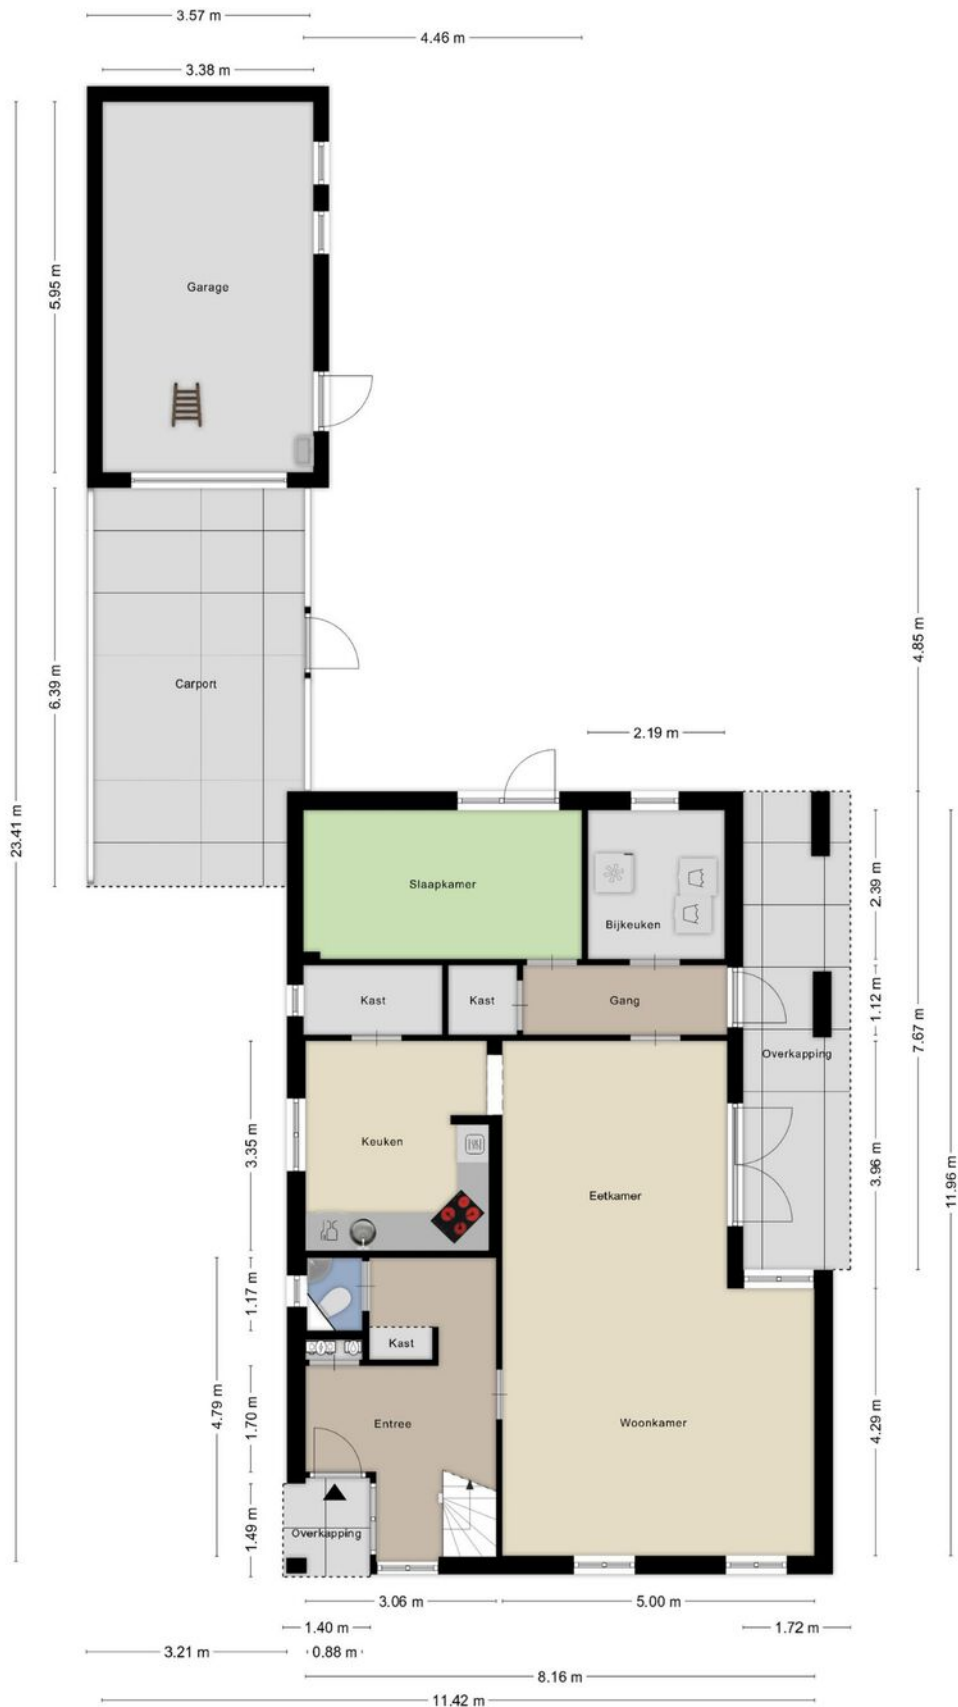 3.57 m
4.46 m
3.38 m
5.95 m
Garage
4.85 m
6.39 m
Carport
2.19 m
23.41 m
2.39 m
Slaapkamer
Bijkeuken
Kast
Kast
Gang
1.12 m
7.67 m
Overkapping
3.35 m
Keuken
3.96 m
11.96 m
Eetkamer
1.17 m
Kast
4.79 m
1.70 m
Entree
Woonkamer
4.29 m
1.49 m
Overkapping
3.06 m
5.00 m
1.40 m
1.72 m
3.21 m
0.88 m
8.16 m
11.42 m